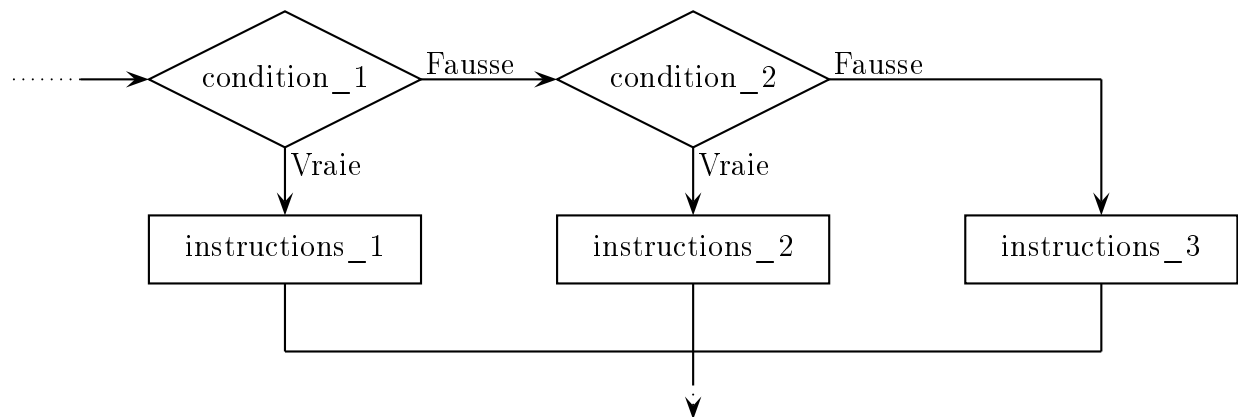 condition_1
Fausse
condition_2
Fausse
Vraie
Vraie
instructions_1
instructions_2
instructions_3